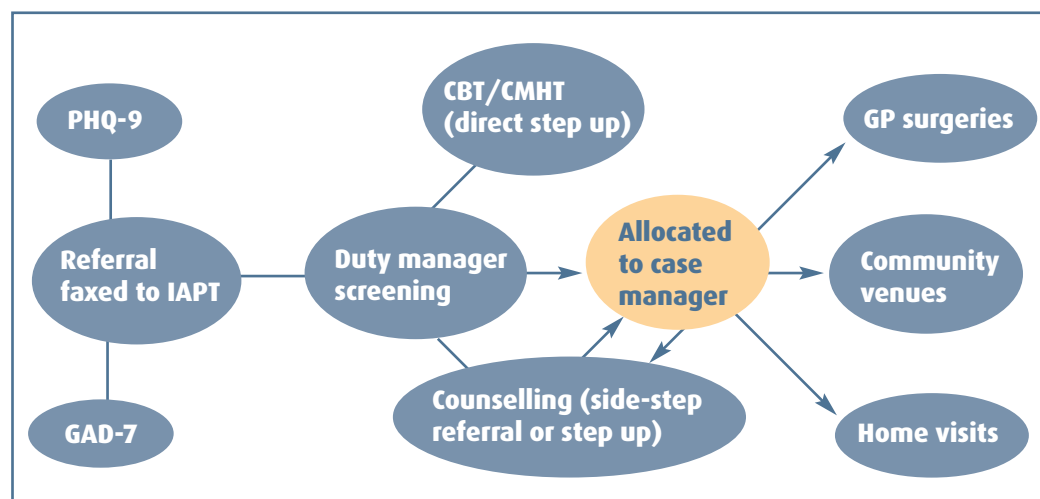 PHQ-9
Referral
faxed to IAPT
GAD-7
CBT/CMHT
(direct step up)
Duty manager
screening
Counselling (side-step
referral or step up)
Allocated
to case
manager
GP surgeries
Community
venues
Home visits